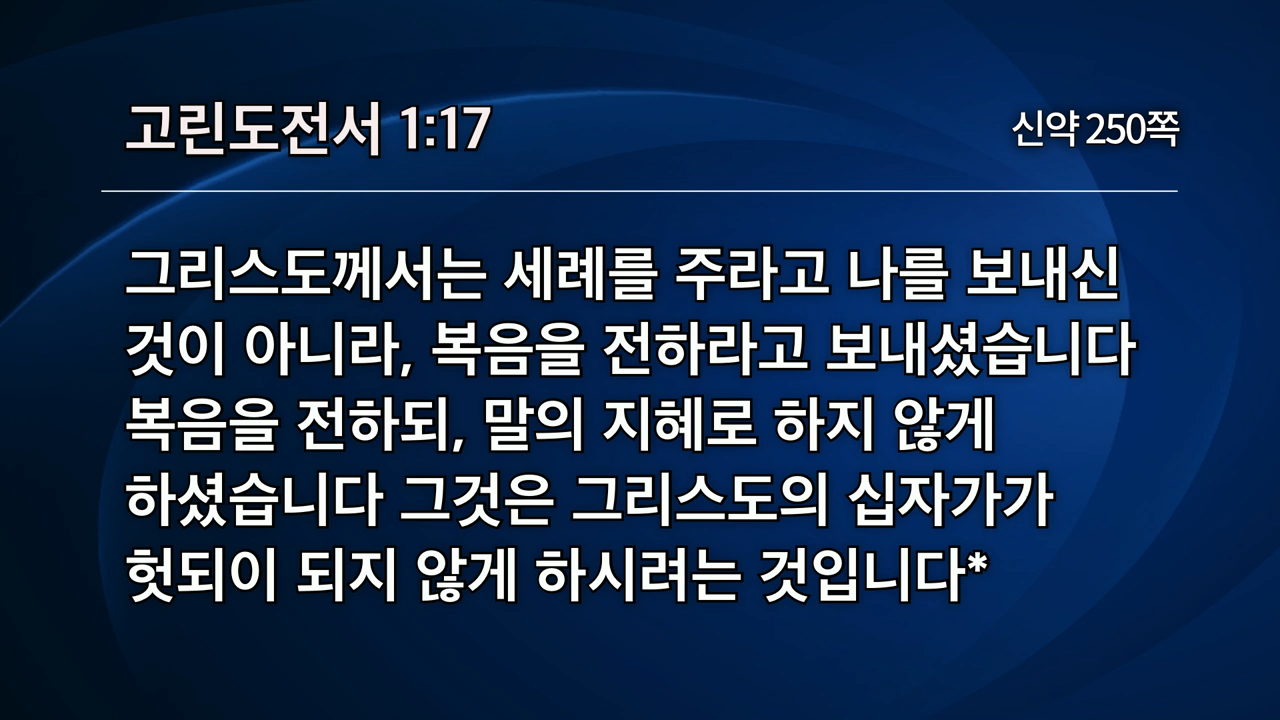 고린도전서 1:17
신약 250쪽
그리스도께서는 세례를 주라고 나를 보내신
것이 아니라, 복음을 전하라고 보내셨습니다
복음을 전하되, 말의 지혜로 하지 않게
하셨습니다 그것은 그리스도의 십자가가
헛되이 되지 않게 하시려는 것입니다*